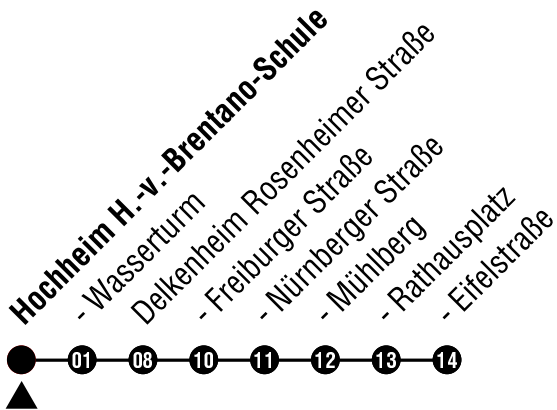 Hochheim H.-v.-Brentano-Schule
- Wasserturm
Delkenheim Rosenheimer Straße
- Freiburger Straße
- Nürnberger Straße
- Mühlberg
- Rathausplatz
- Eifelstraße
01 08 10 11 12 13 14